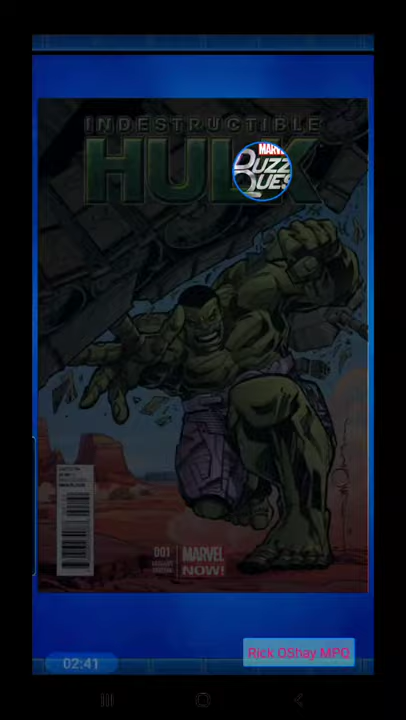 INDESTRUCTIBLE
HULK
MARVEL
PUZZLE
QUEST
001
MARVEL
NOW!
Rick OShay MPQ
02:41